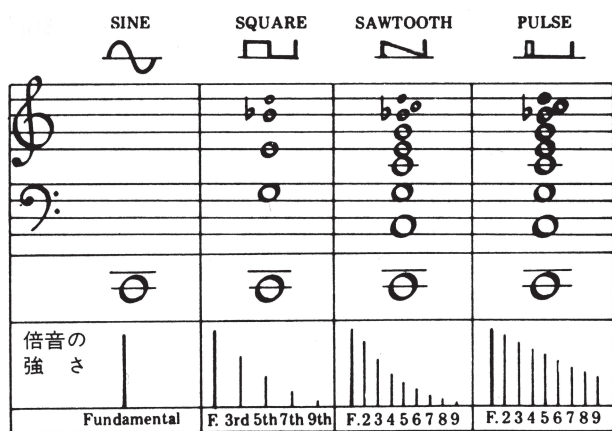 SINE SQUARE SAWTOOTH PULSE
倍音の
強 さ
Fundamental F. 3rd 5th 7th 9th F. 2 3 4 5 6 7 8 9 F. 2 3 4 5 6 7 8 9